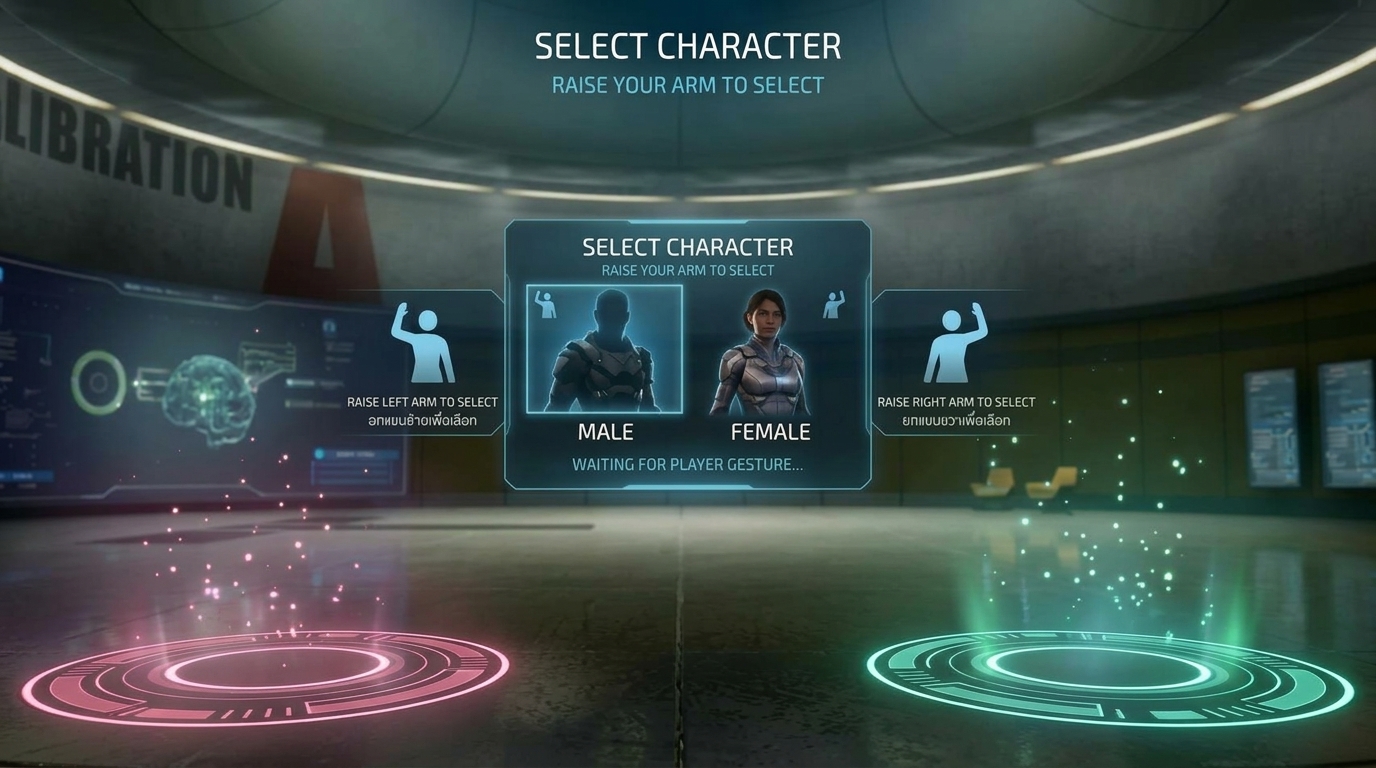 SELECT CHARACTER
RAISE YOUR ARM TO SELECT
LIBRATION
A
SELECT CHARACTER
RAISE YOUR ARM TO SELECT
MALE
FEMALE
WAITING FOR PLAYER GESTURE...
RAISE LEFT ARM TO SELECT
RAISE RIGHT ARM TO SELECT